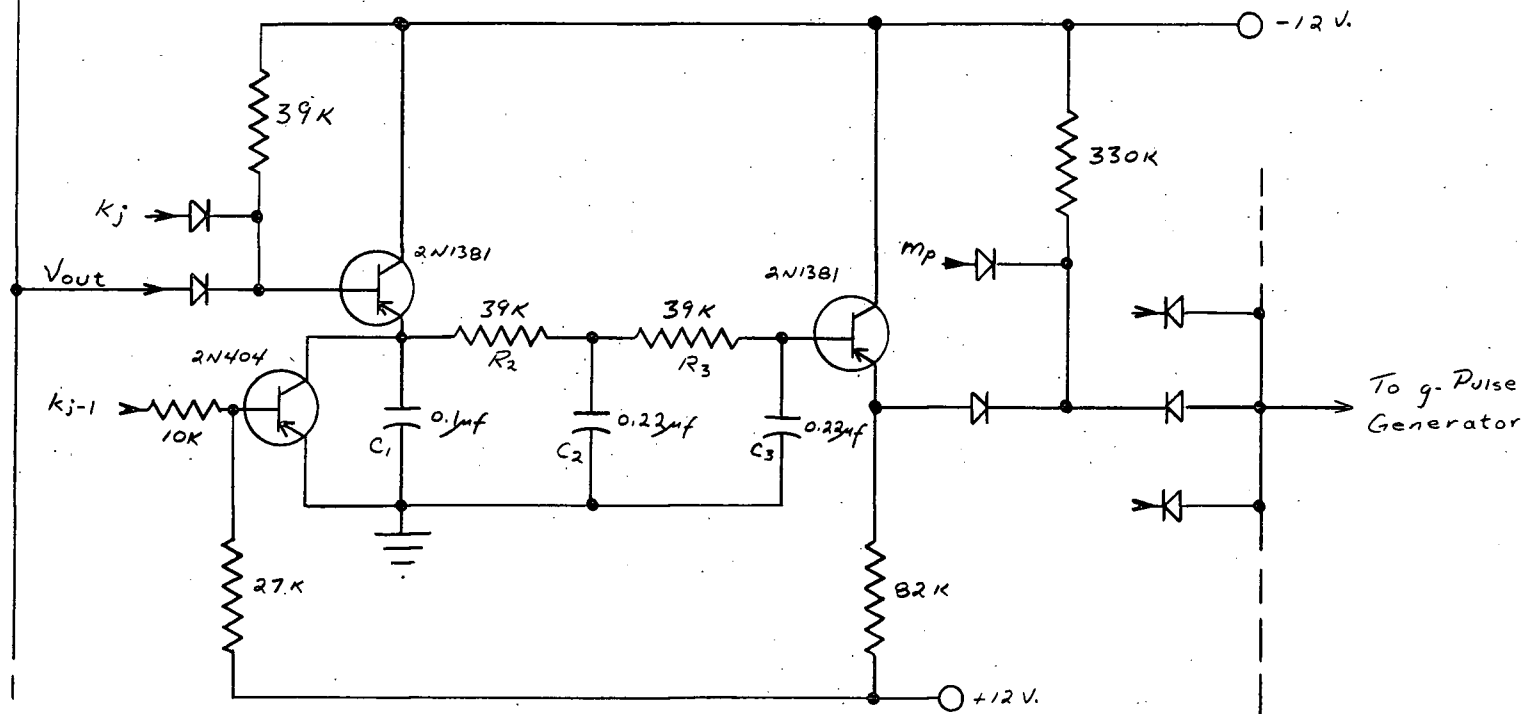 -12 V.
39K
330K
Kj
mp
2N1381
2N1381
Vout
39K
R2
39K
R3
2N404
To g-Pulse
Generator
kj-1
10K
0.1μf
C1
0.22μf
C2
0.22μf
C3
27K
82K
+12 V.